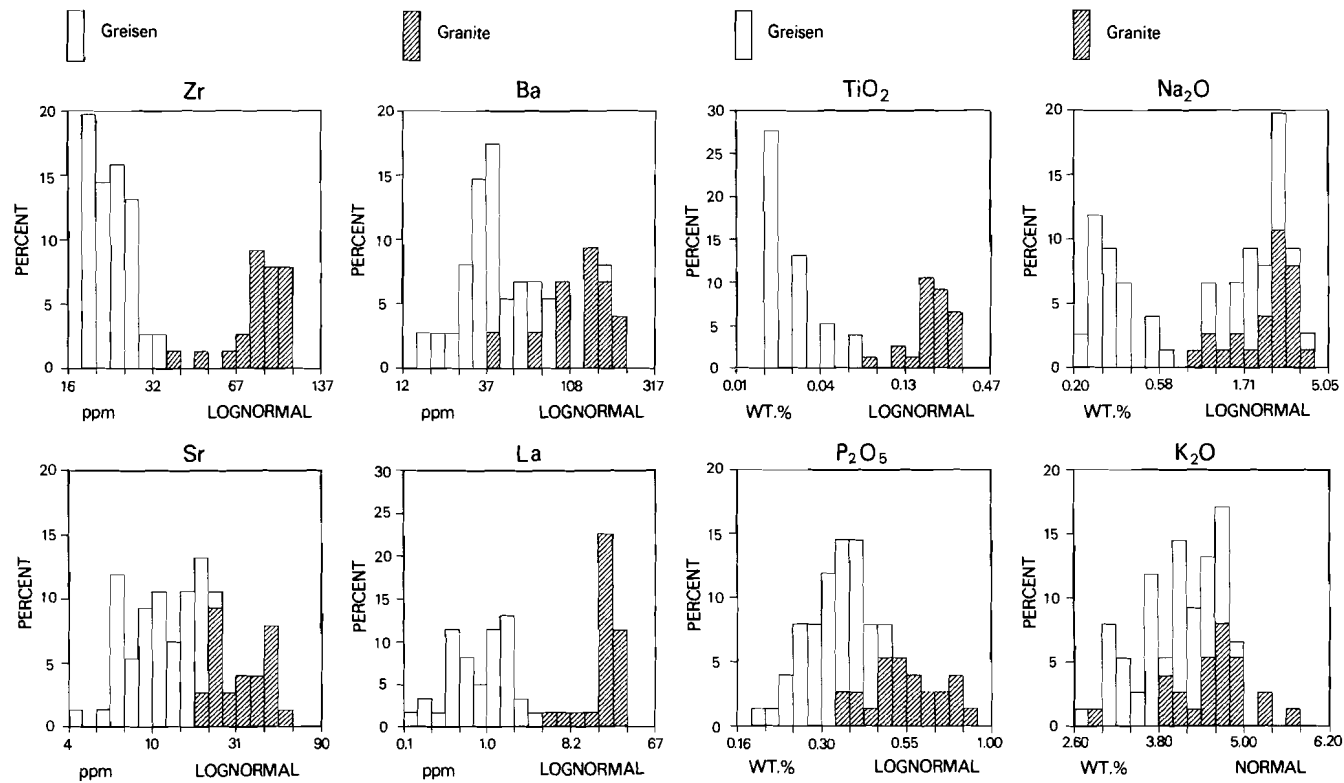 Greisen
Granite
Greisen
Granite
Zr
20
15
10
5
0
PERCENT
16 32 67 137
ppm LOGNORMAL
Ba
20
15
10
5
0
PERCENT
12 37 108 317
ppm LOGNORMAL
TiO₂
30
25
20
15
10
5
0
PERCENT
0.01 0.04 0.13 0.47
WT.% LOGNORMAL
Na₂O
20
15
10
5
0
PERCENT
0.20 0.58 1.71 5.05
WT.% LOGNORMAL
Sr
20
15
10
5
0
PERCENT
4 10 31 90
ppm LOGNORMAL
La
30
25
20
15
10
5
0
PERCENT
0.1 1.0 8.2 67
ppm LOGNORMAL
P₂O₅
20
15
10
5
0
PERCENT
0.16 0.30 0.55 1.00
WT.% LOGNORMAL
K₂O
20
15
10
5
0
PERCENT
2.60 3.80 5.00 6.20
WT.% NORMAL